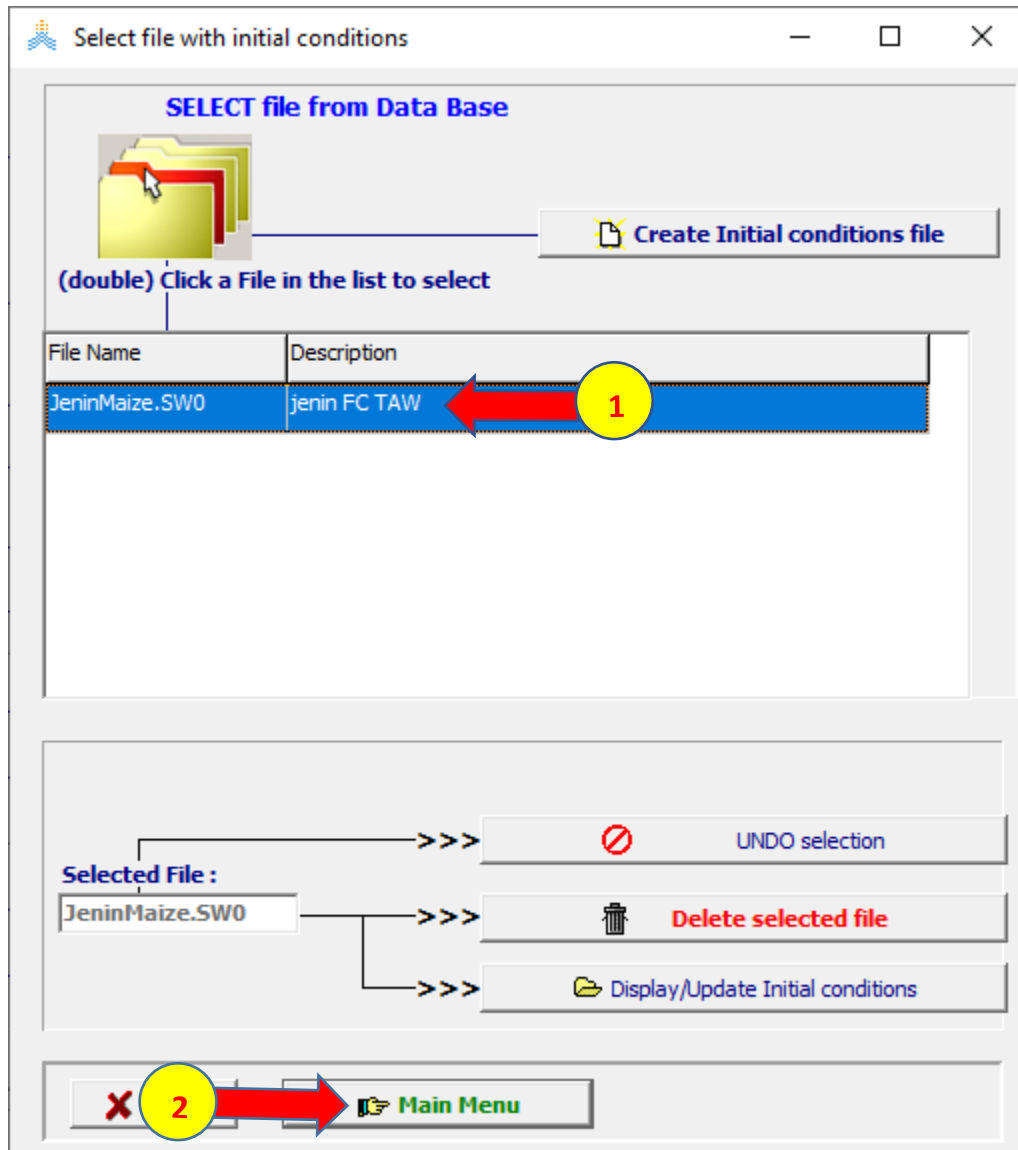 Select file with initial conditions
SELECT file from Data Base
Create Initial conditions file
(double) Click a File in the list to select
File Name Description
JeninMaize.SW0 jenin FC TAW
1
>>> UNDO selection
Selected File :
JeninMaize.SW0
>>> Delete selected file
>>> Display/Update Initial conditions
2
Main Menu